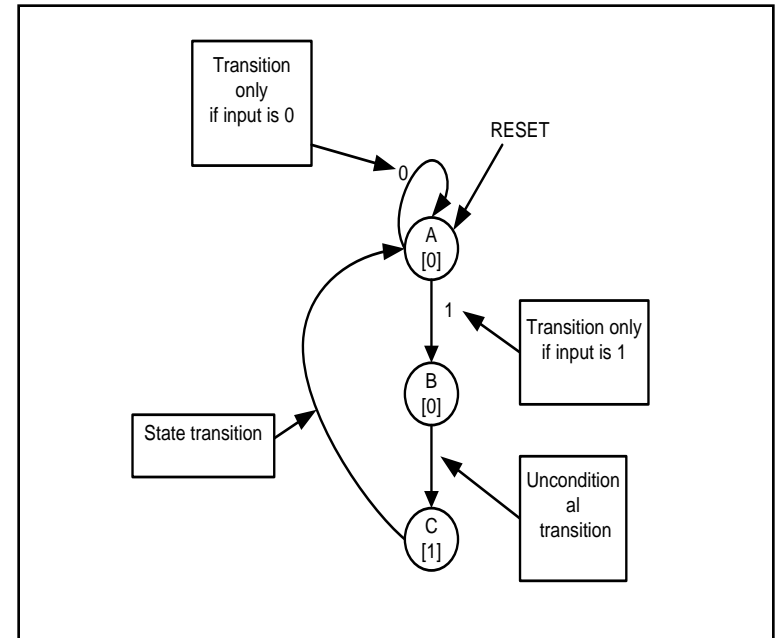 Transition
only
if input is 0
RESET
0
A
[0]
1
Transition only
if input is 1
B
[0]
State transition
Uncondition
al
transition
C
[1]